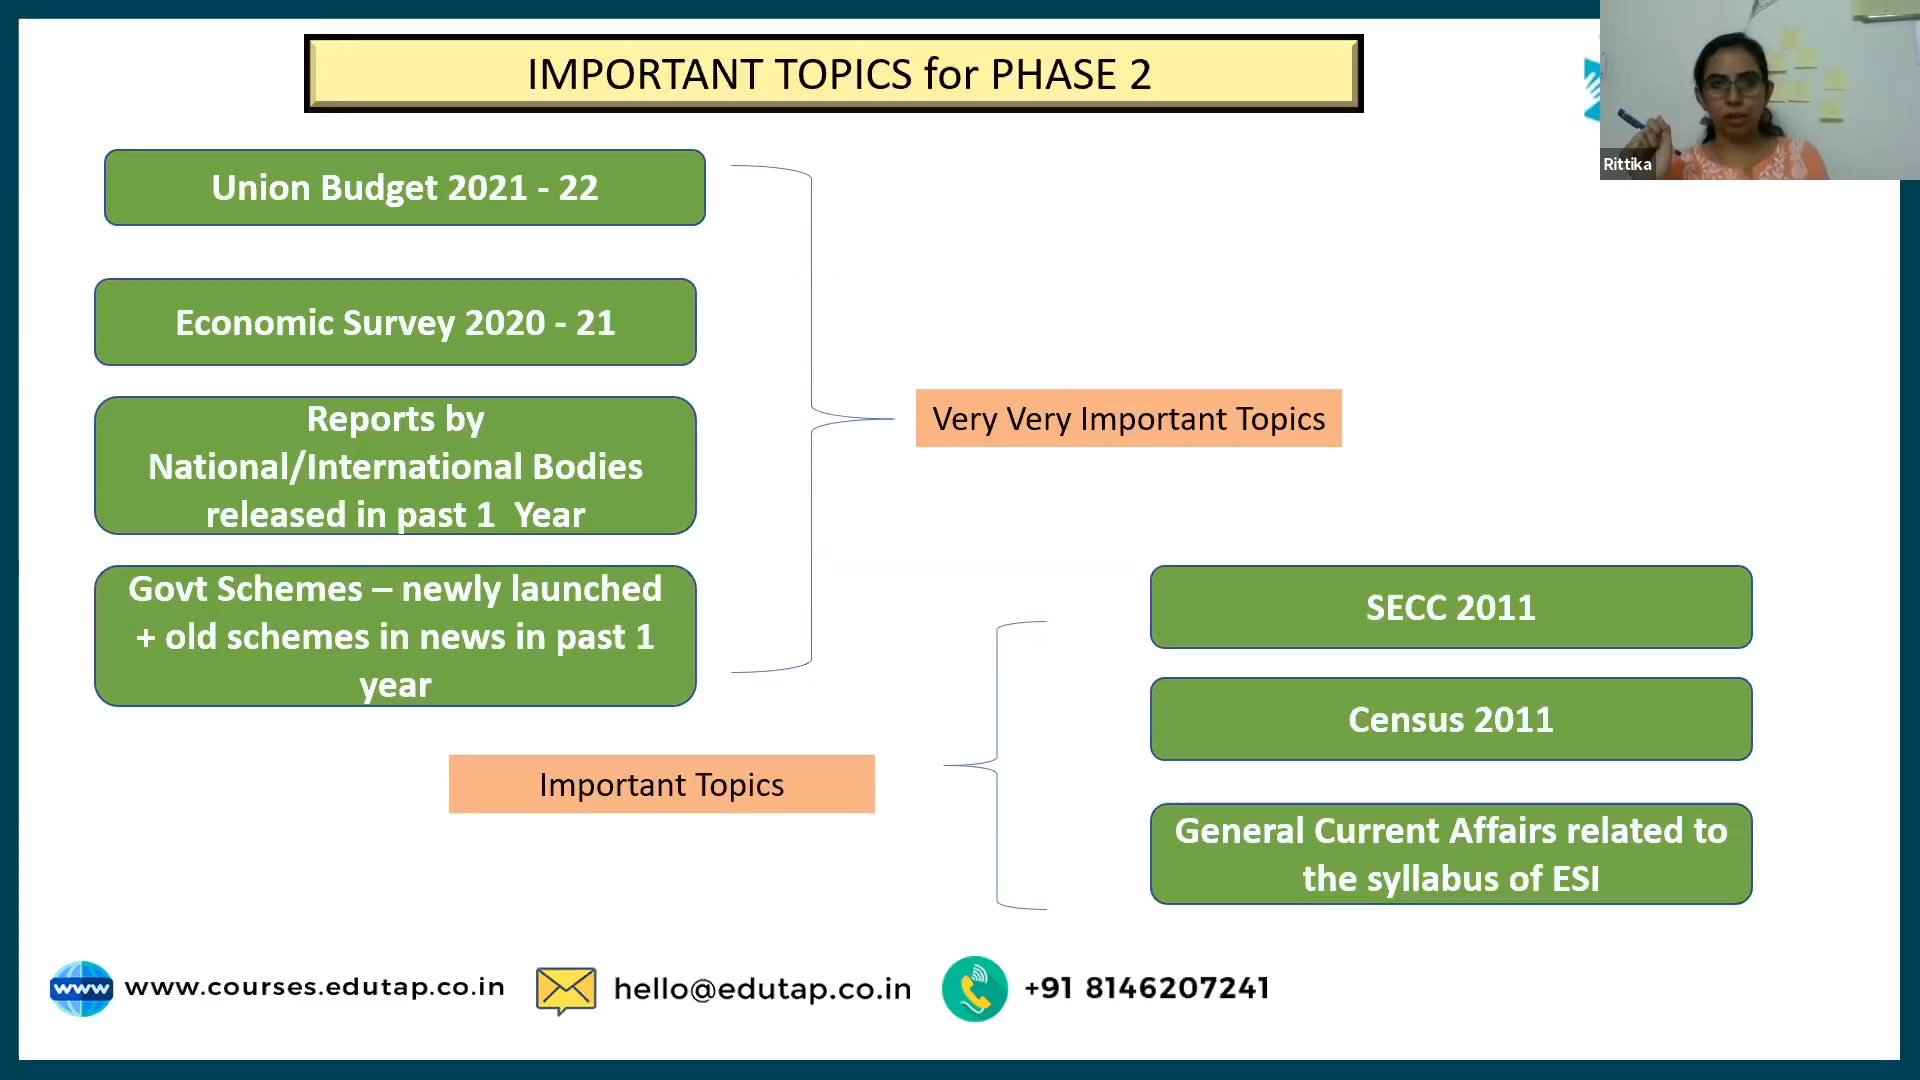 IMPORTANT TOPICS for PHASE 2
Rittika
Union Budget 2021 - 22
Economic Survey 2020 - 21
Reports by
National/International Bodies
released in past 1  Year
Govt Schemes – newly launched
+ old schemes in news in past 1
year
Very Very Important Topics
Important Topics
SECC 2011
Census 2011
General Current Affairs related to
the syllabus of ESI
www www.courses.edutap.co.in hello@edutap.co.in +91 8146207241